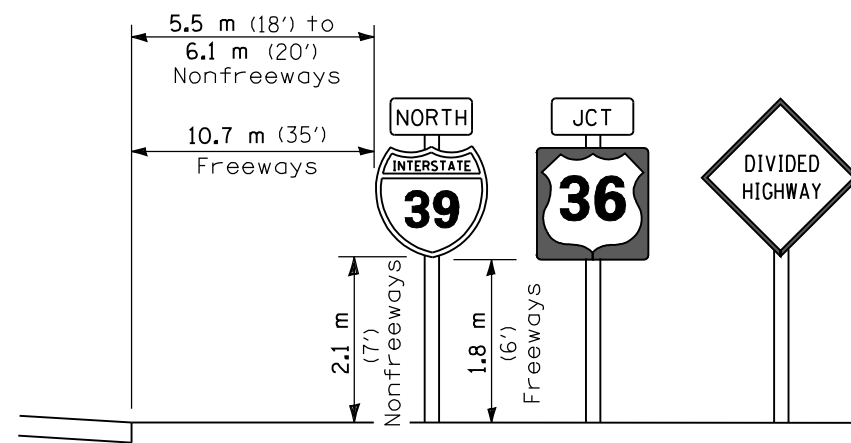 5.5 m (18') to
6.1 m (20')
Nonfreeways
10.7 m (35')
Freeways
NORTH
INTERSTATE
39
JCT
36
DIVIDED
HIGHWAY
2.1 m
(7')
Nonfreeways
1.8 m
(6')
Freeways